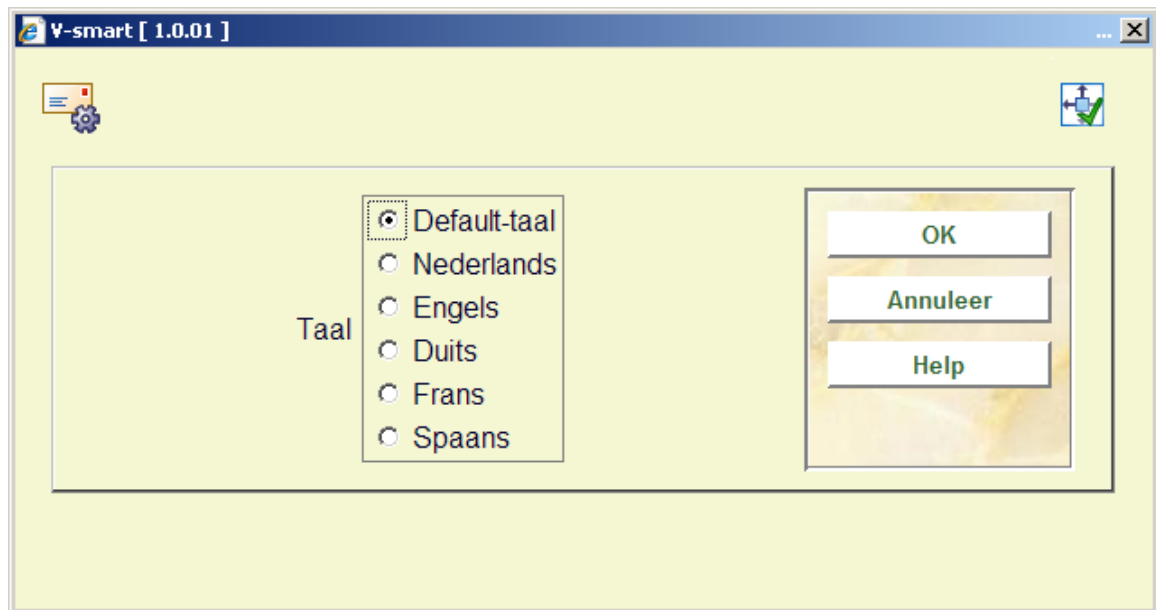 V-smart [ 1.0.01 ] ...
Taal
Default-taal
Nederlands
Engels
Duits
Frans
Spaans
OK
Annuleer
Help